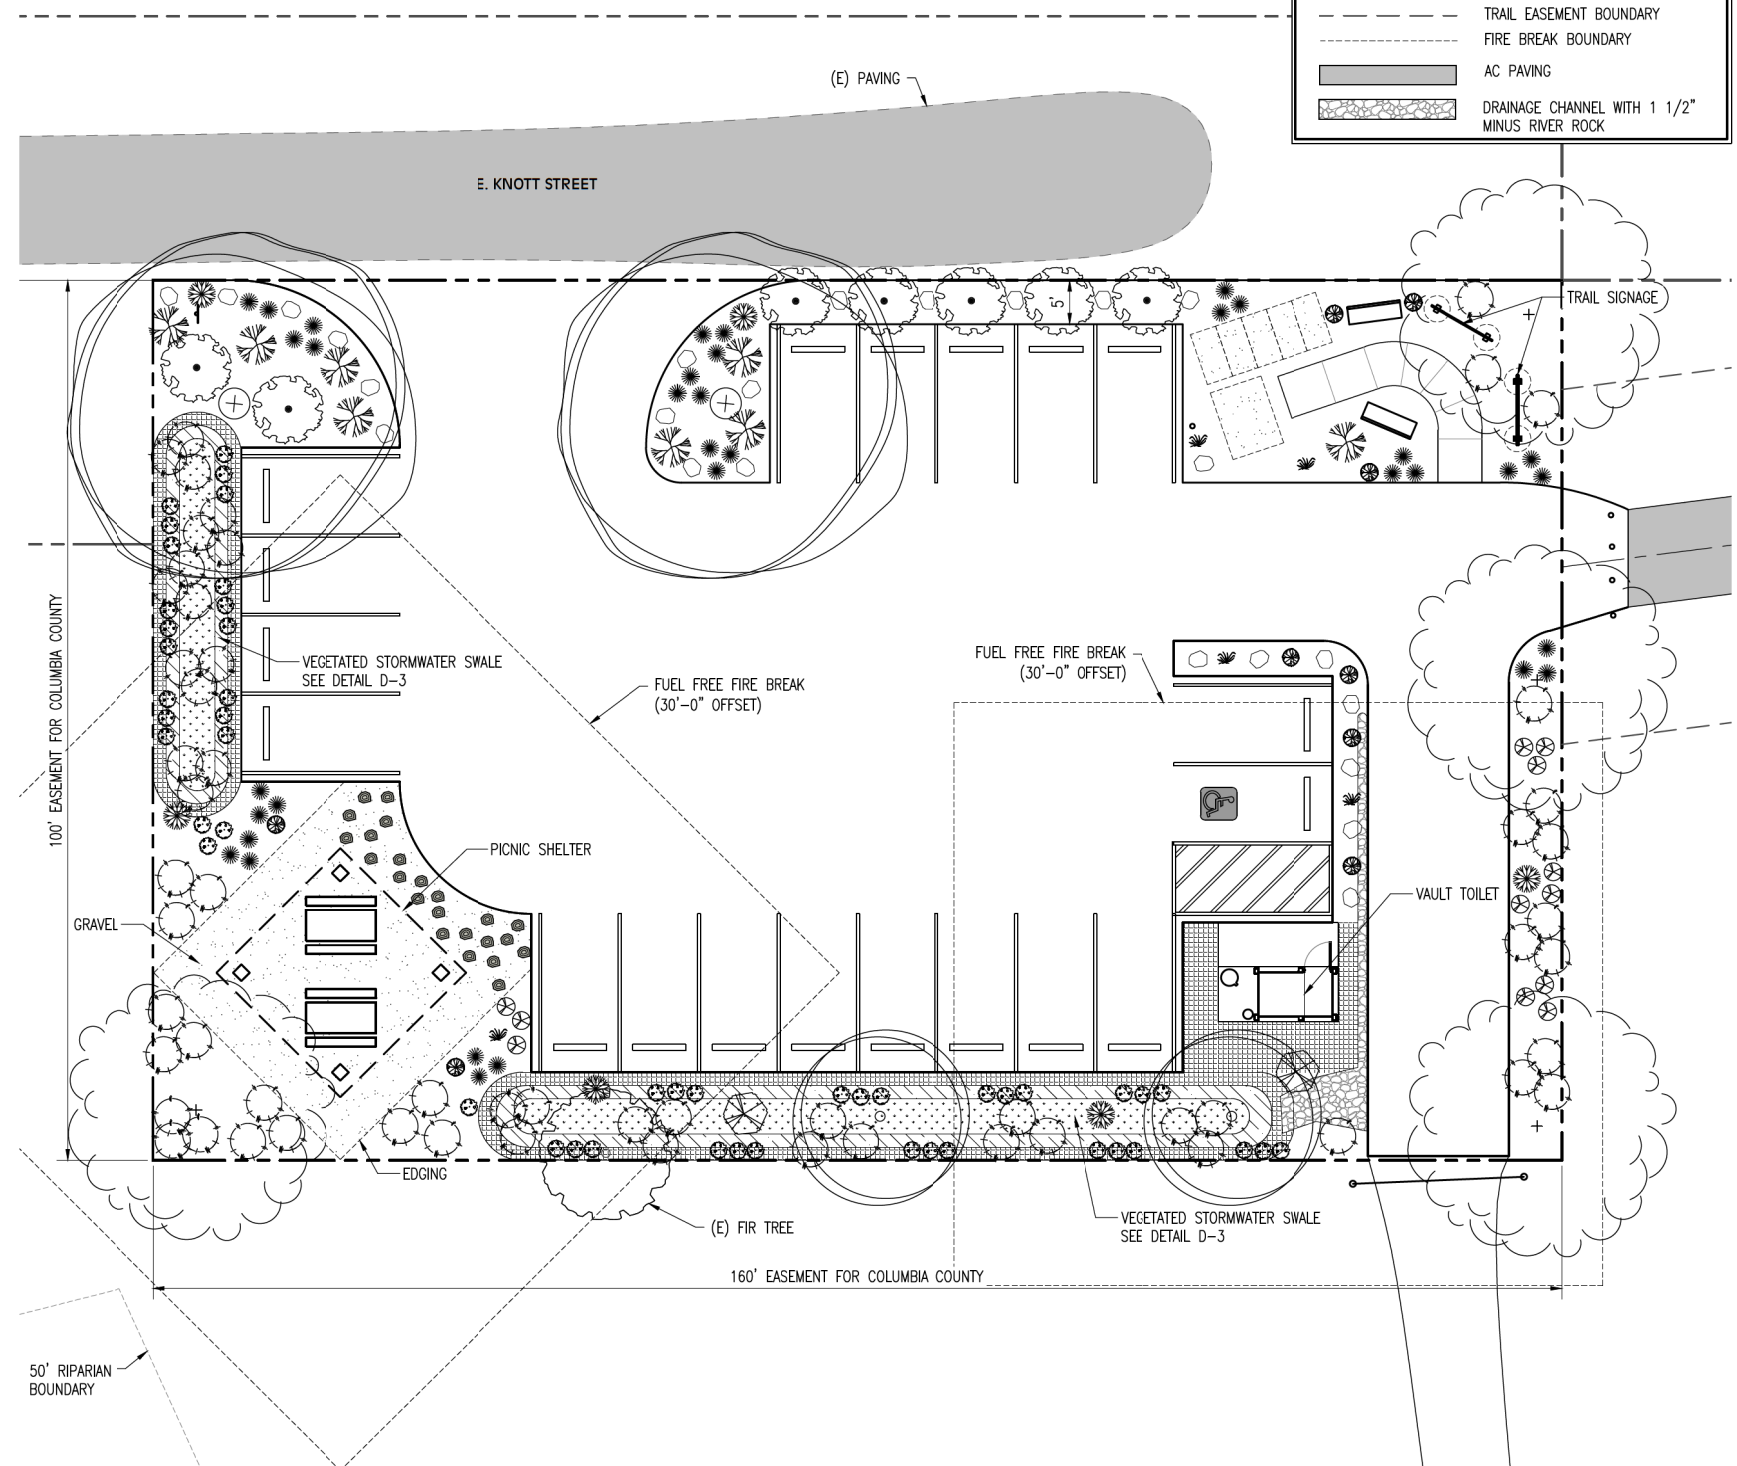 TRAIL EASEMENT BOUNDARY
FIRE BREAK BOUNDARY
AC PAVING
DRAINAGE CHANNEL WITH 1 1/2"
MINUS RIVER ROCK
(E) PAVING
E. KNOTT STREET
5'
TRAIL SIGNAGE
100' EASEMENT FOR COLUMBIA COUNTY
VEGETATED STORMWATER SWALE
SEE DETAIL D-3
FUEL FREE FIRE BREAK
(30'-0" OFFSET)
FUEL FREE FIRE BREAK
(30'-0" OFFSET)
PICNIC SHELTER
GRAVEL
VAULT TOILET
EDGING
(E) FIR TREE
VEGETATED STORMWATER SWALE
SEE DETAIL D-3
160' EASEMENT FOR COLUMBIA COUNTY
50' RIPARIAN
BOUNDARY